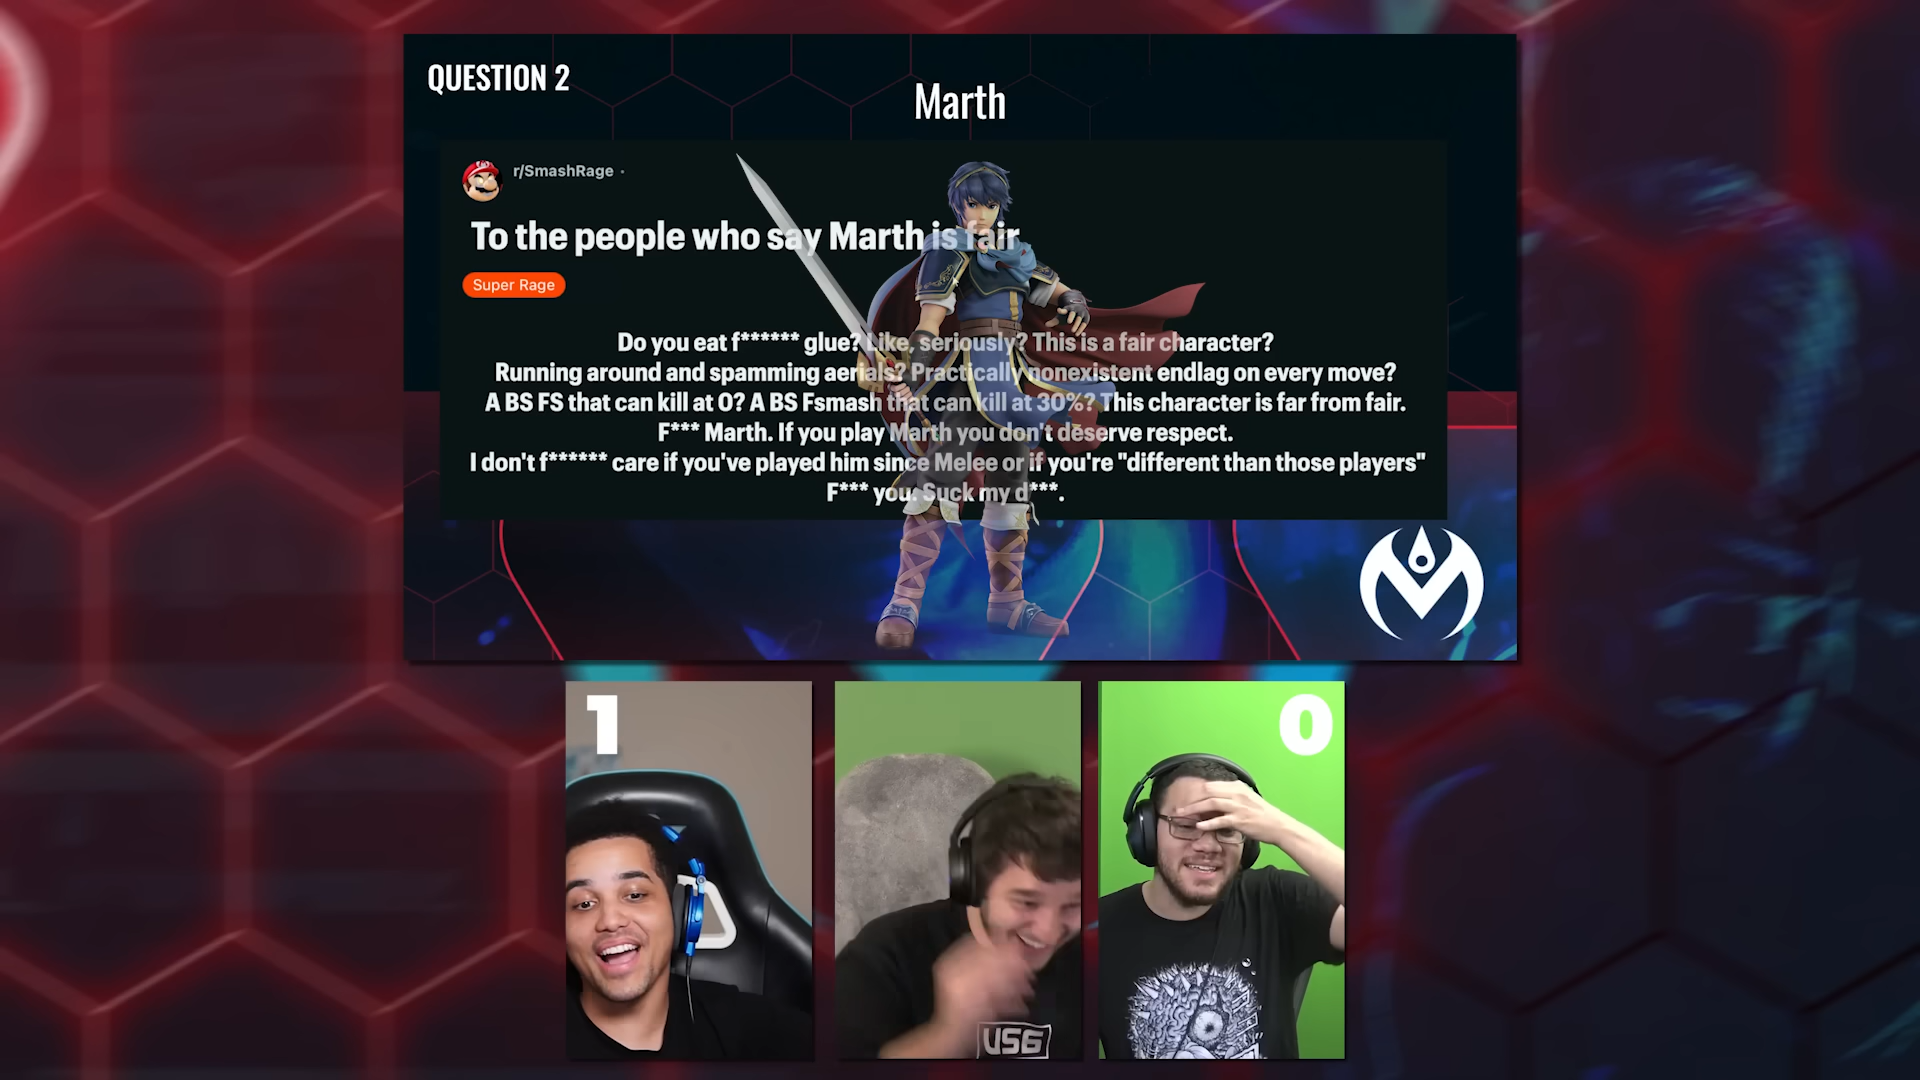 QUESTION 2
Marth
r/SmashRage ·
To the people who say Marth is fair
Super Rage
Do you eat f****** glue? Like, seriously? This is a fair character?
Running around and spamming aerials? Practically nonexistent endlag on every move?
A BS FS that can kill at 0? A BS Fsmash that can kill at 30%? This character is far from fair.
F*** Marth. If you play Marth you don't deserve respect.
I don't f****** care if you've played him since Melee or if you're "different than those players"
F*** you. Suck my d***.
1
0
USG